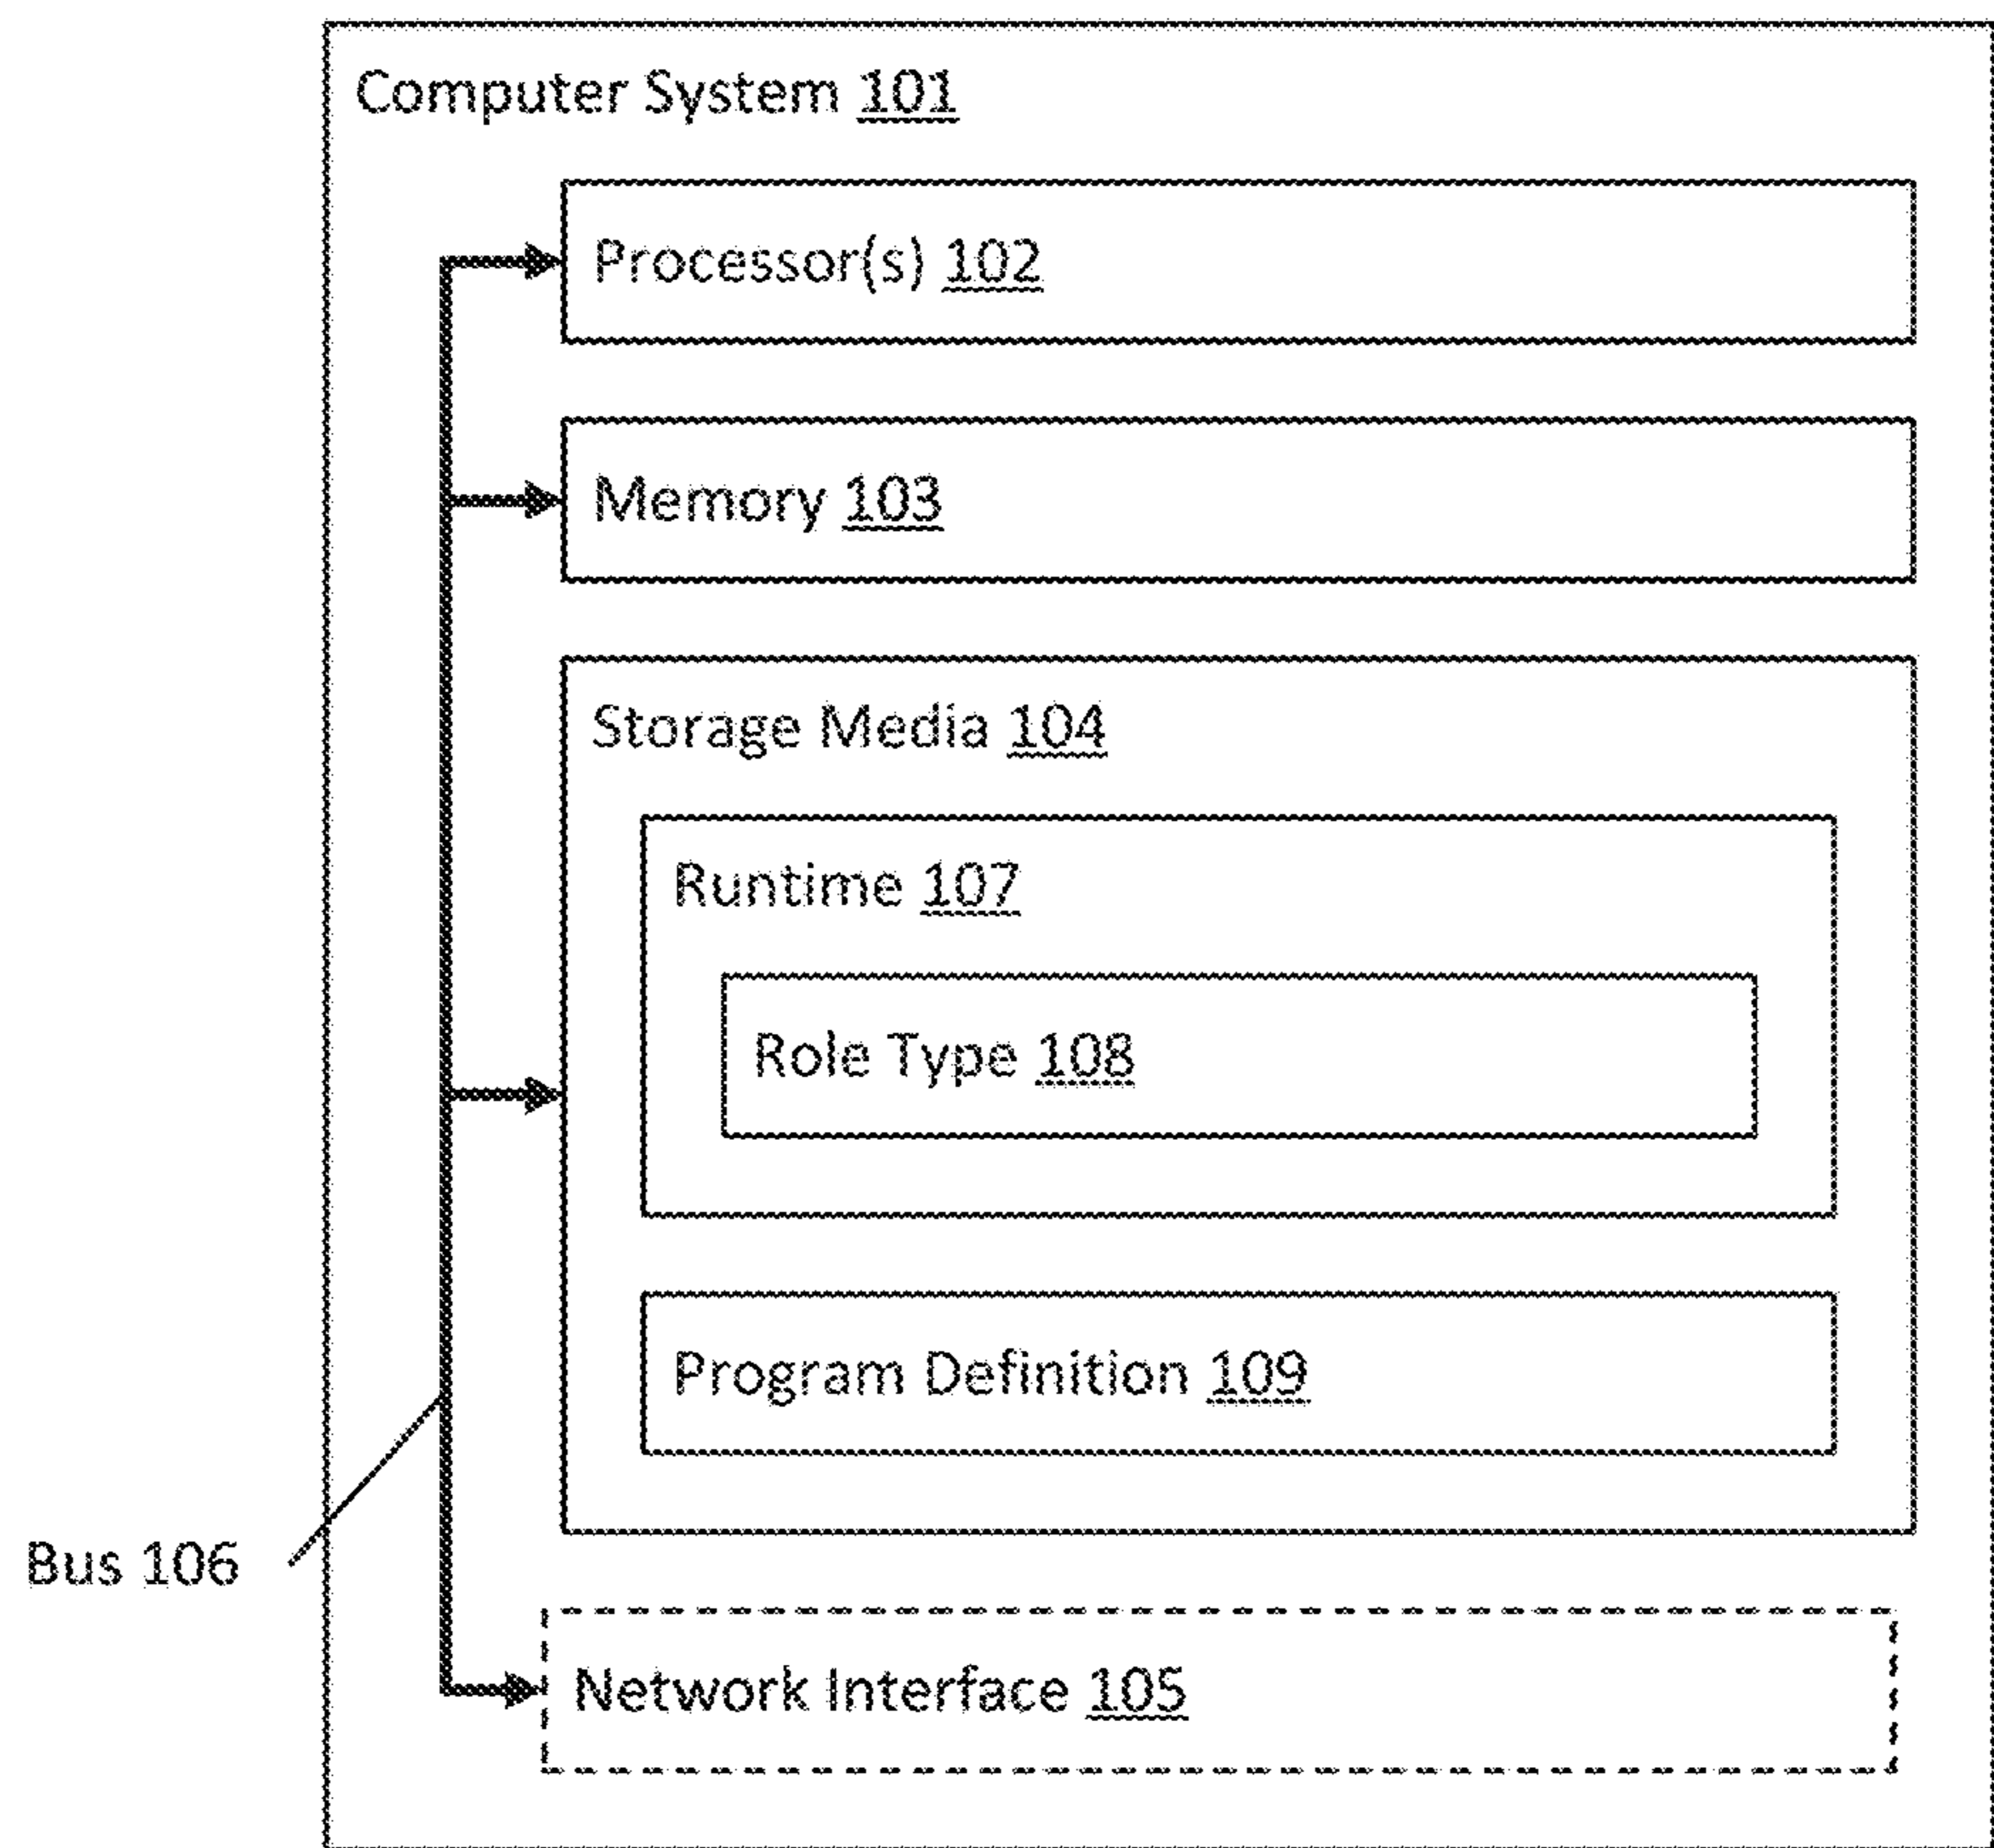 Computer System 101
Processor(s) 102
Memory 103
Storage Media 104
Runtime 107
Role Type 108
Program Definition 109
Bus 106
Network Interface 105